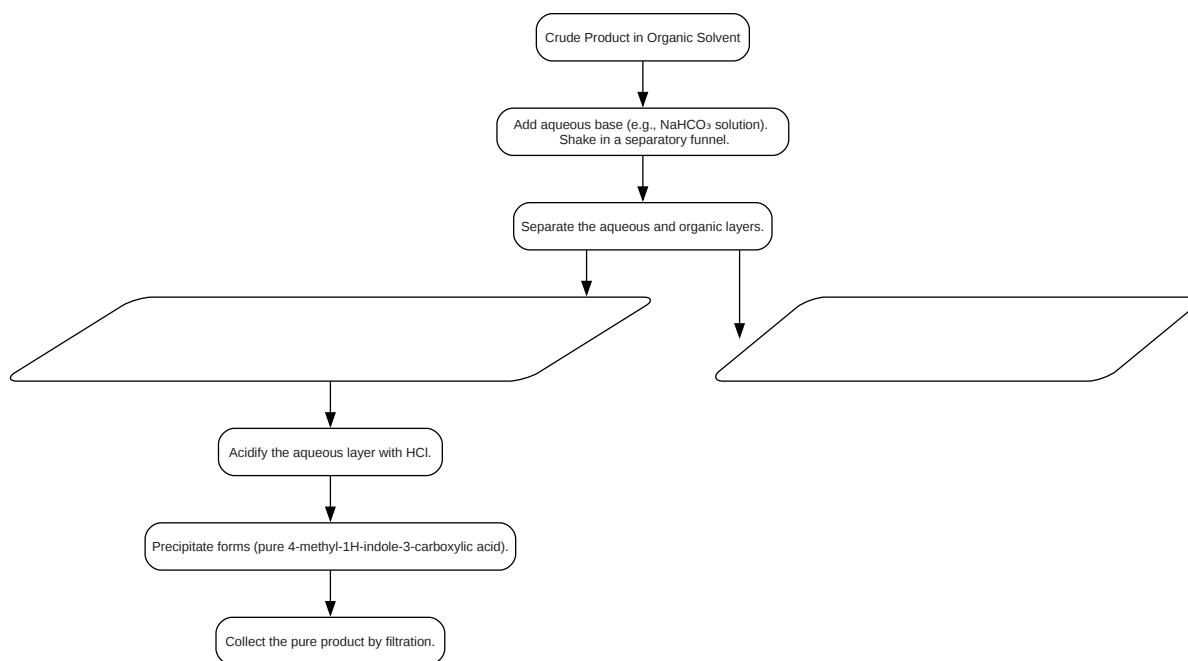 Crude Product in Organic Solvent
Add aqueous base (e.g., NaHCO₃ solution).
Shake in a separatory funnel.
Separate the aqueous and organic layers.
Acidify the aqueous layer with HCl.
Precipitate forms (pure 4-methyl-1H-indole-3-carboxylic acid).
Collect the pure product by filtration.